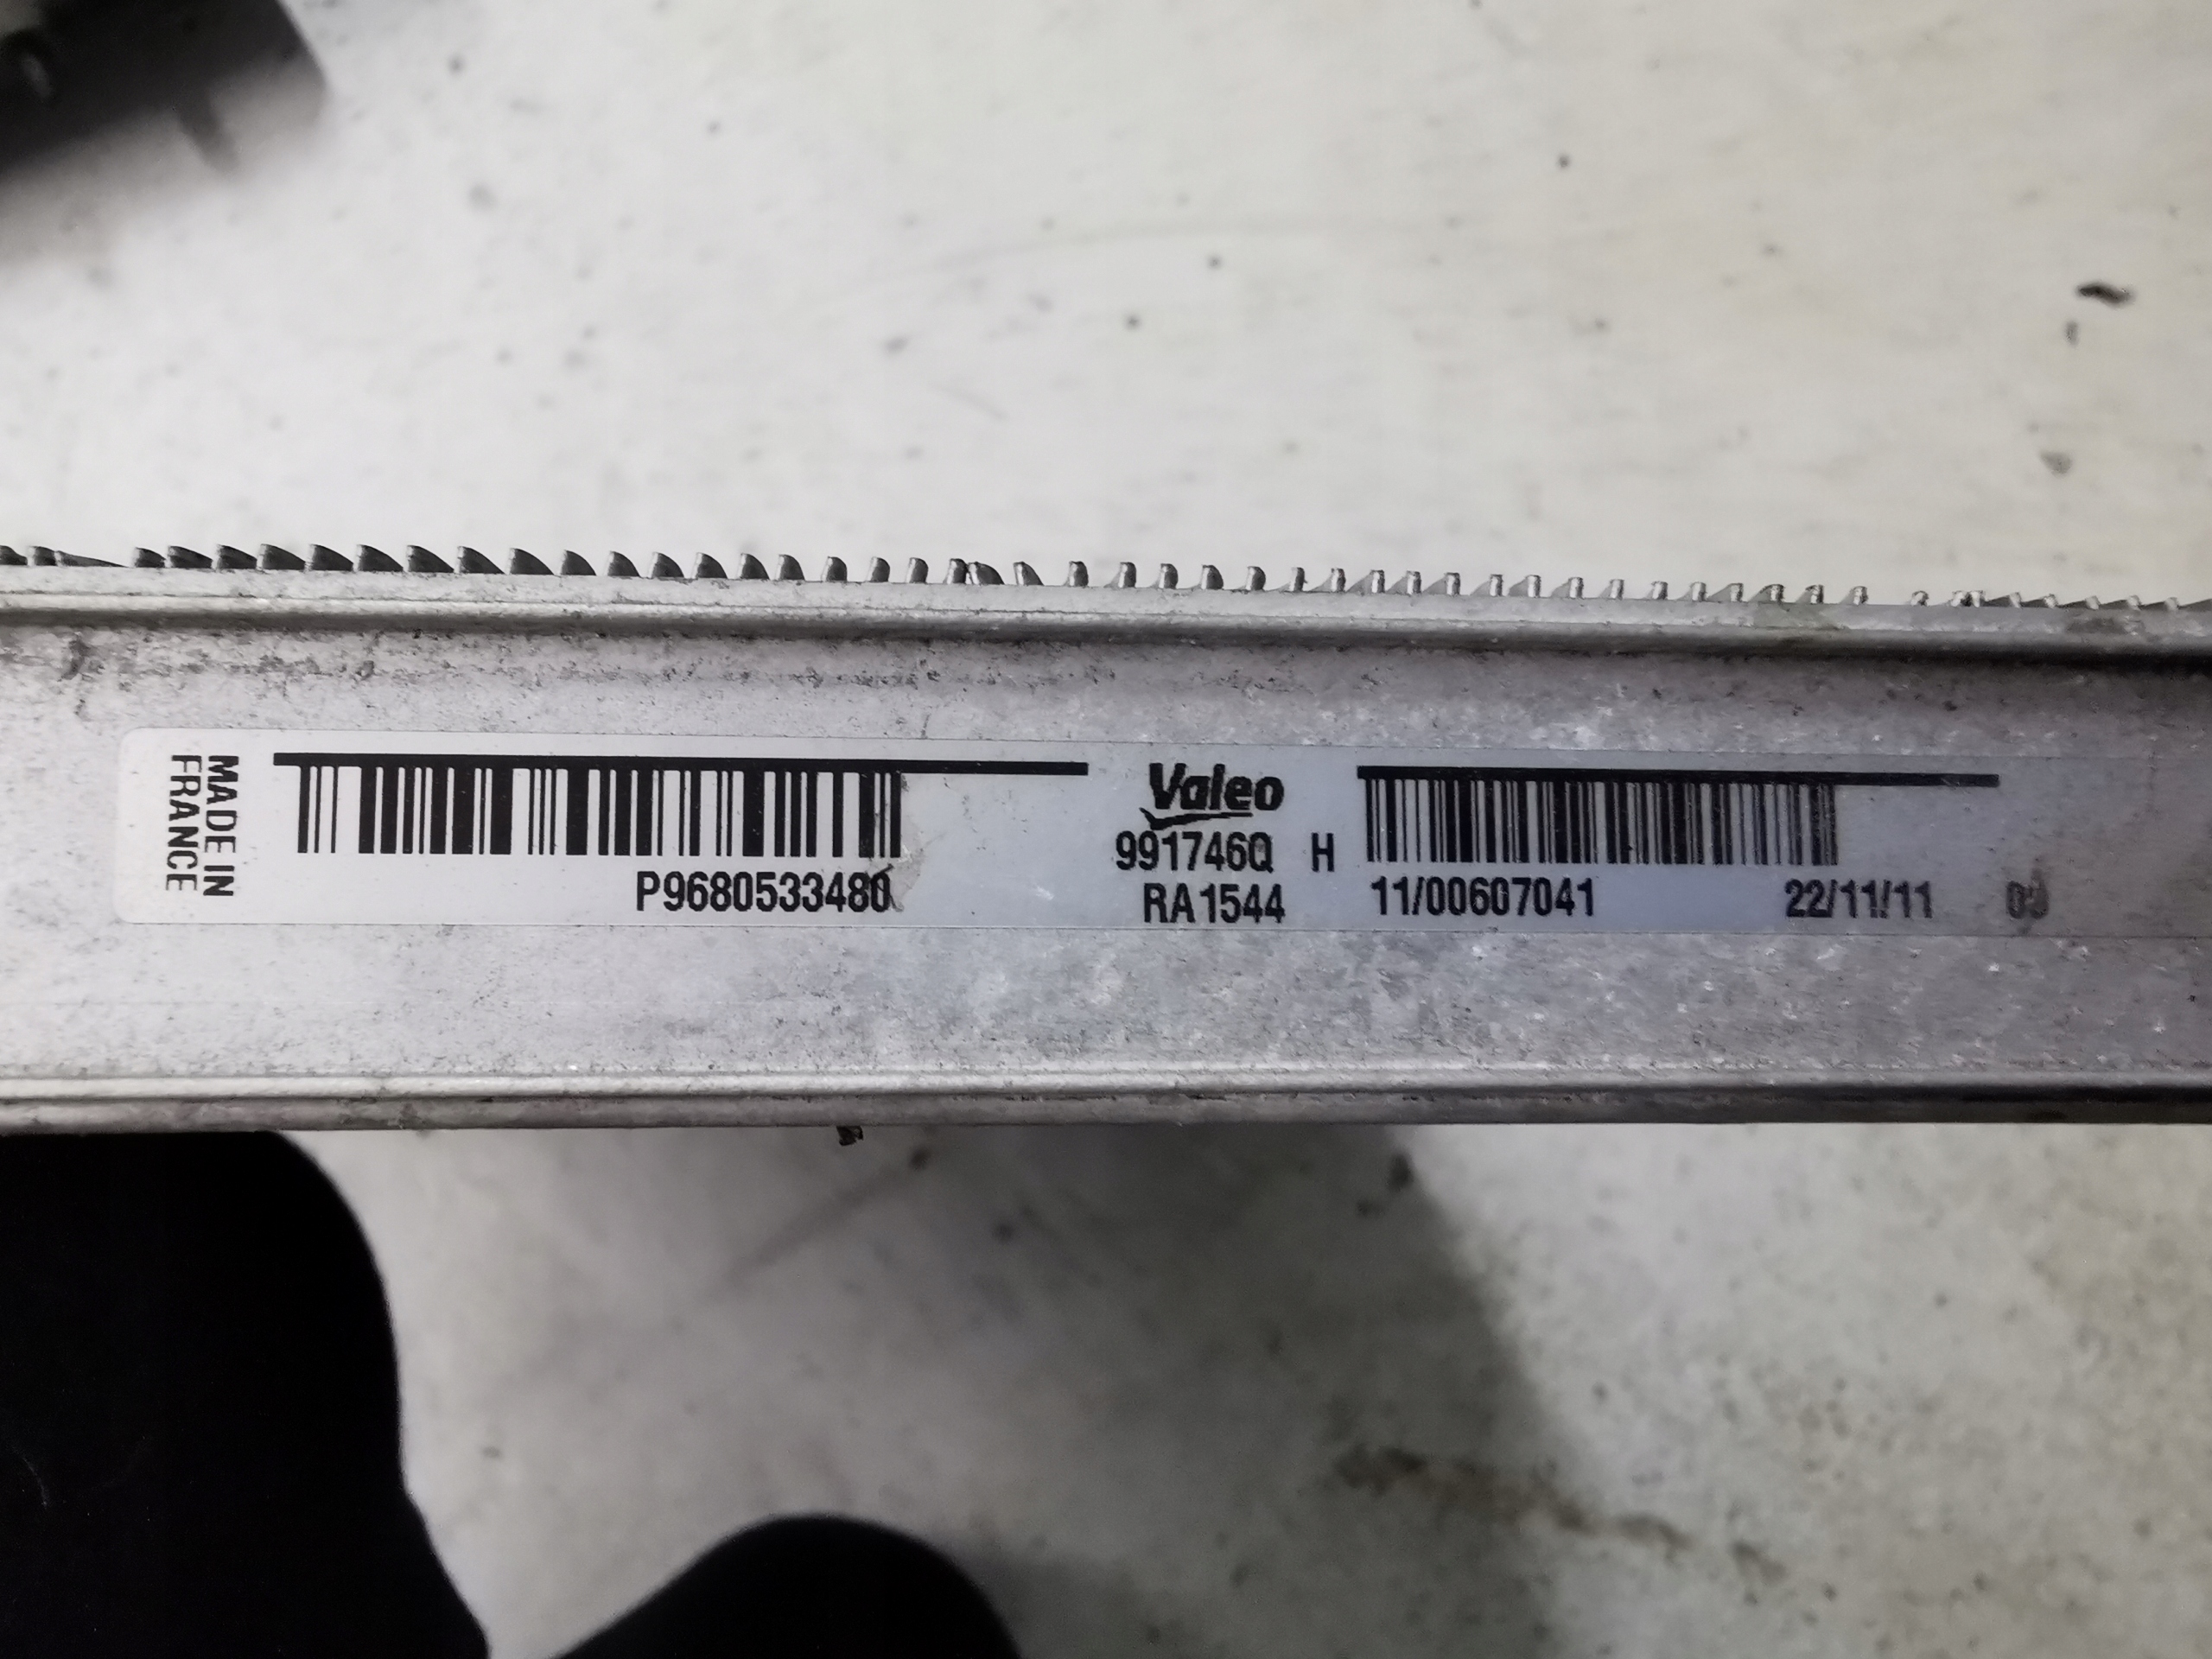 MADE IN
FRANCE
P9680533480
Valeo
991746Q H
RA1544
11/00607041 22/11/11